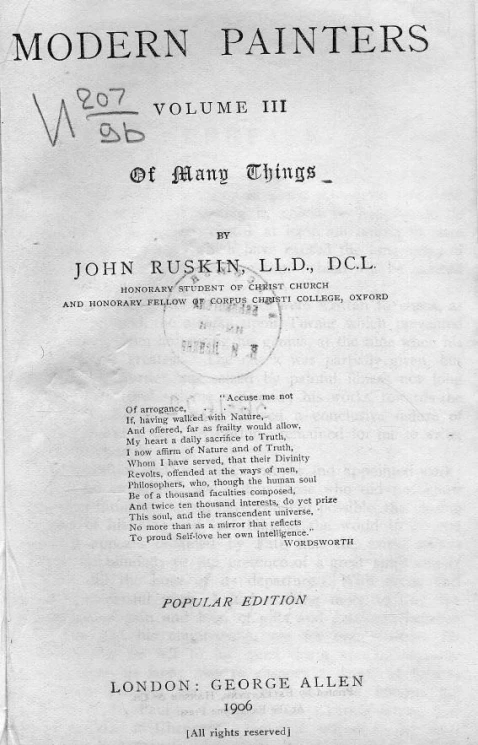 MODERN PAINTERS
И 207/9b
VOLUME III
Of Many Things
BY
JOHN RUSKIN, LL.D., DC.L.
HONORARY STUDENT OF CHRIST CHURCH
AND HONORARY FELLOW OF CORPUS CHRISTI COLLEGE, OXFORD
"Accuse me not
Of arrogance,
If, having walked with Nature,
And offered, far as frailty would allow,
My heart a daily sacrifice to Truth,
I now affirm of Nature and of Truth,
Whom I have served, that their Divinity
Revolts, offended at the ways of men,
Philosophers, who, though the human soul
Be of a thousand faculties composed,
And twice ten thousand interests, do yet prize
This soul, and the transcendent universe,
No more than as a mirror that reflects
To proud Self-love her own intelligence."
WORDSWORTH
POPULAR EDITION
LONDON: GEORGE ALLEN
1906
[All rights reserved]